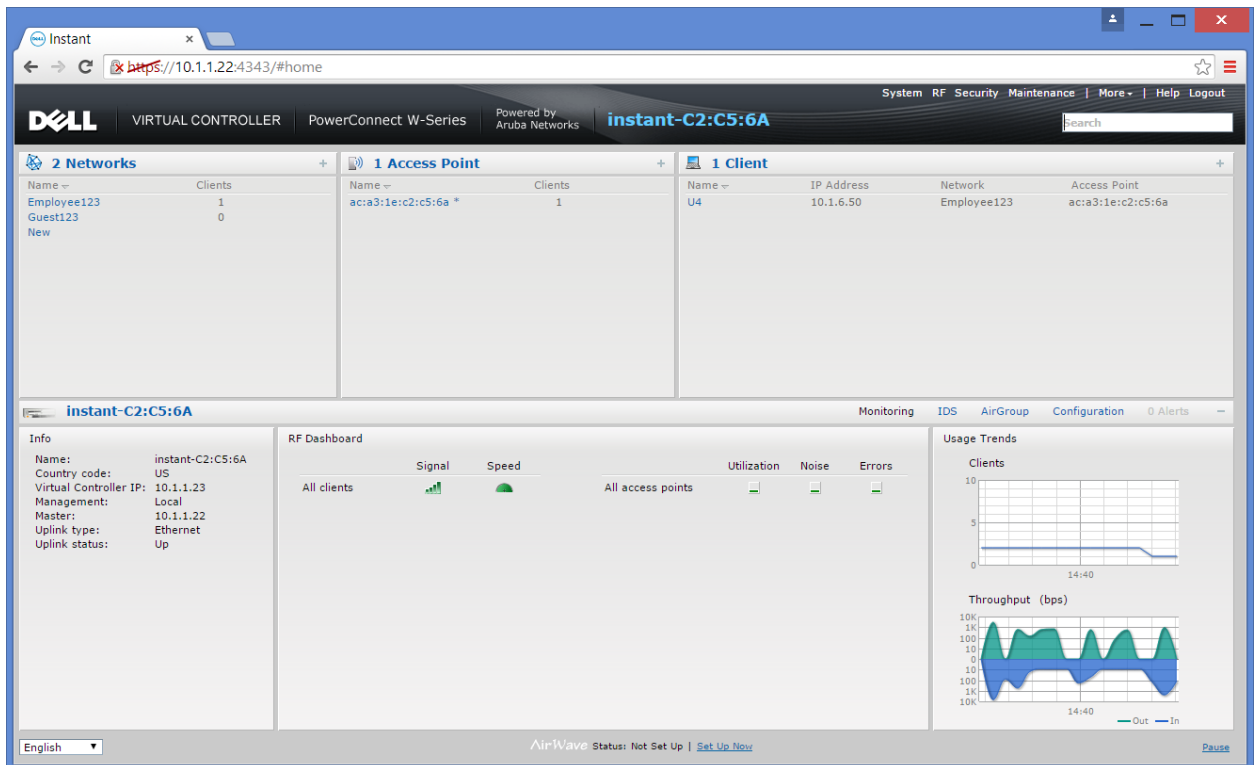 Instant ×
https://10.1.1.22:4343/#home
System RF Security Maintenance | More | Help Logout
DELL VIRTUAL CONTROLLER PowerConnect W-Series Powered by Aruba Networks instant-C2:C5:6A
Search
2 Networks +
Name Clients
Employee123 1
Guest123 0
New
1 Access Point +
Name Clients
ac:a3:1e:c2:c5:6a * 1
1 Client +
Name IP Address Network Access Point
U4 10.1.6.50 Employee123 ac:a3:1e:c2:c5:6a
instant-C2:C5:6A Monitoring IDS AirGroup Configuration 0 Alerts −
Info
Name: instant-C2:C5:6A
Country code: US
Virtual Controller IP: 10.1.1.23
Management: Local
Master: 10.1.1.22
Uplink type: Ethernet
Uplink status: Up
RF Dashboard
Signal Speed Utilization Noise Errors
All clients All access points
Usage Trends
Clients
10
5
0
14:40
Throughput (bps)
10K
1K
100
10
0
10
100
1K
10K
14:40
Out In
English AirWave Status: Not Set Up | Set Up Now Pause